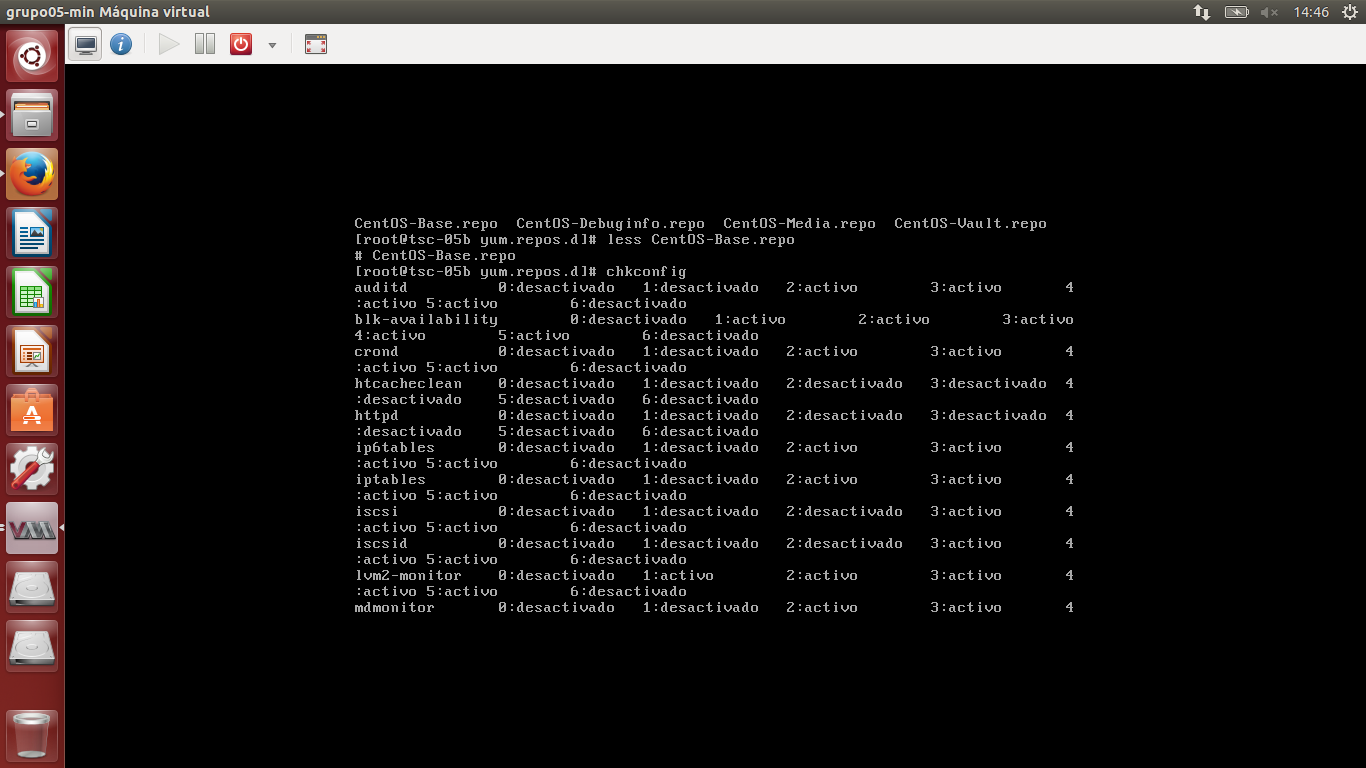 grupo05-min Máquina virtual
14:46
CentOS-Base.repo  CentOS-Debuginfo.repo  CentOS-Media.repo  CentOS-Vault.repo
[root@tsc-05b yum.repos.d]# less CentOS-Base.repo
# CentOS-Base.repo
[root@tsc-05b yum.repos.d]# chkconfig
auditd          0:desactivado   1:desactivado   2:activo        3:activo       4
:activo 5:activo        6:desactivado
blk-availability        0:desactivado   1:activo        2:activo        3:activo
4:activo        5:activo        6:desactivado
crond           0:desactivado   1:desactivado   2:activo        3:activo       4
:activo 5:activo        6:desactivado
htcacheclean    0:desactivado   1:desactivado   2:desactivado   3:desactivado  4
:desactivado    5:desactivado   6:desactivado
httpd           0:desactivado   1:desactivado   2:desactivado   3:desactivado  4
:desactivado    5:desactivado   6:desactivado
ip6tables       0:desactivado   1:desactivado   2:activo        3:activo       4
:activo 5:activo        6:desactivado
iptables        0:desactivado   1:desactivado   2:activo        3:activo       4
:activo 5:activo        6:desactivado
iscsi           0:desactivado   1:desactivado   2:desactivado   3:activo       4
:activo 5:activo        6:desactivado
iscsid          0:desactivado   1:desactivado   2:desactivado   3:activo       4
:activo 5:activo        6:desactivado
lvm2-monitor    0:desactivado   1:activo        2:activo        3:activo       4
:activo 5:activo        6:desactivado
mdmonitor       0:desactivado   1:desactivado   2:activo        3:activo       4